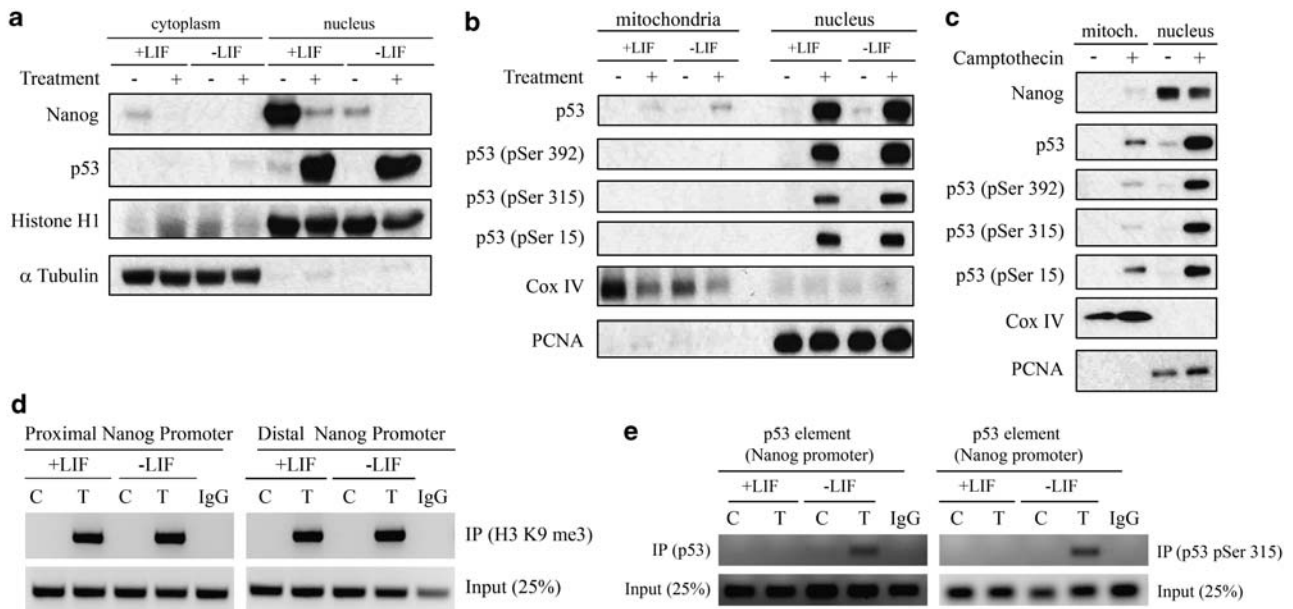 a
cytoplasm nucleus
+LIF -LIF +LIF -LIF
Treatment - + - + - + - +
Nanog
p53
Histone H1
α Tubulin
b
mitochondria nucleus
+LIF -LIF +LIF -LIF
Treatment - + - + - + - +
p53
p53 (pSer 392)
p53 (pSer 315)
p53 (pSer 15)
Cox IV
PCNA
c
mitoch. nucleus
Camptothecin - + - +
Nanog
p53
p53 (pSer 392)
p53 (pSer 315)
p53 (pSer 15)
Cox IV
PCNA
d
Proximal Nanog Promoter Distal Nanog Promoter
+LIF -LIF +LIF -LIF
C T C T IgG C T C T IgG
IP (H3 K9 me3)
Input (25%)
e
p53 element p53 element
(Nanog promoter) (Nanog promoter)
+LIF -LIF +LIF -LIF
C T C T IgG C T C T IgG
IP (p53) IP (p53 pSer 315)
Input (25%) Input (25%)